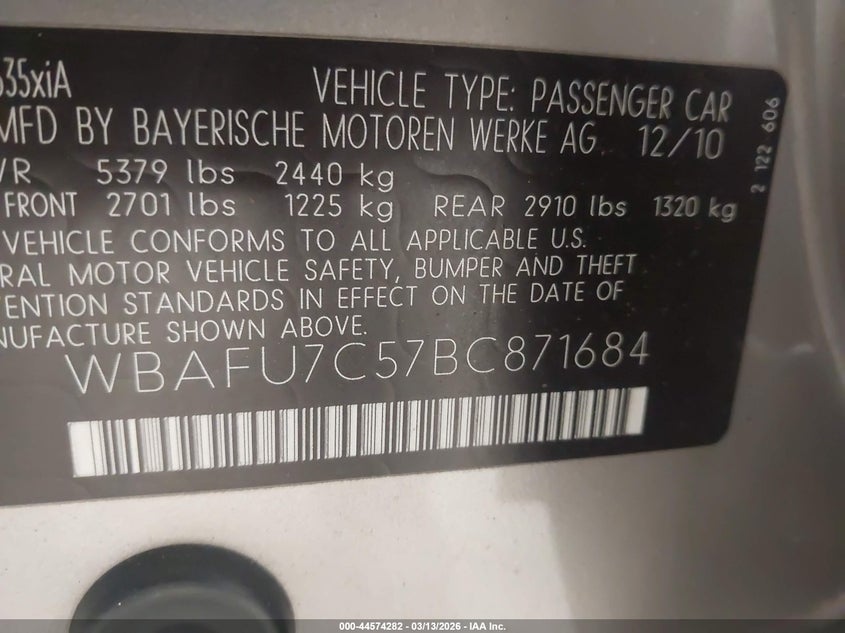 535xiA
VEHICLE TYPE: PASSENGER CAR
MFD BY BAYERISCHE MOTOREN WERKE AG. 12/10
VR 5379 lbs 2440 kg
FRONT 2701 lbs 1225 kg REAR 2910 lbs 1320 kg
VEHICLE CONFORMS TO ALL APPLICABLE U.S.
RAL MOTOR VEHICLE SAFETY, BUMPER AND THEFT
ENTION STANDARDS IN EFFECT ON THE DATE OF
NUFACTURE SHOWN ABOVE.
WBAFU7C57BC871684
2 122 606
000-44574282 - 03/13/2026 - IAA Inc.